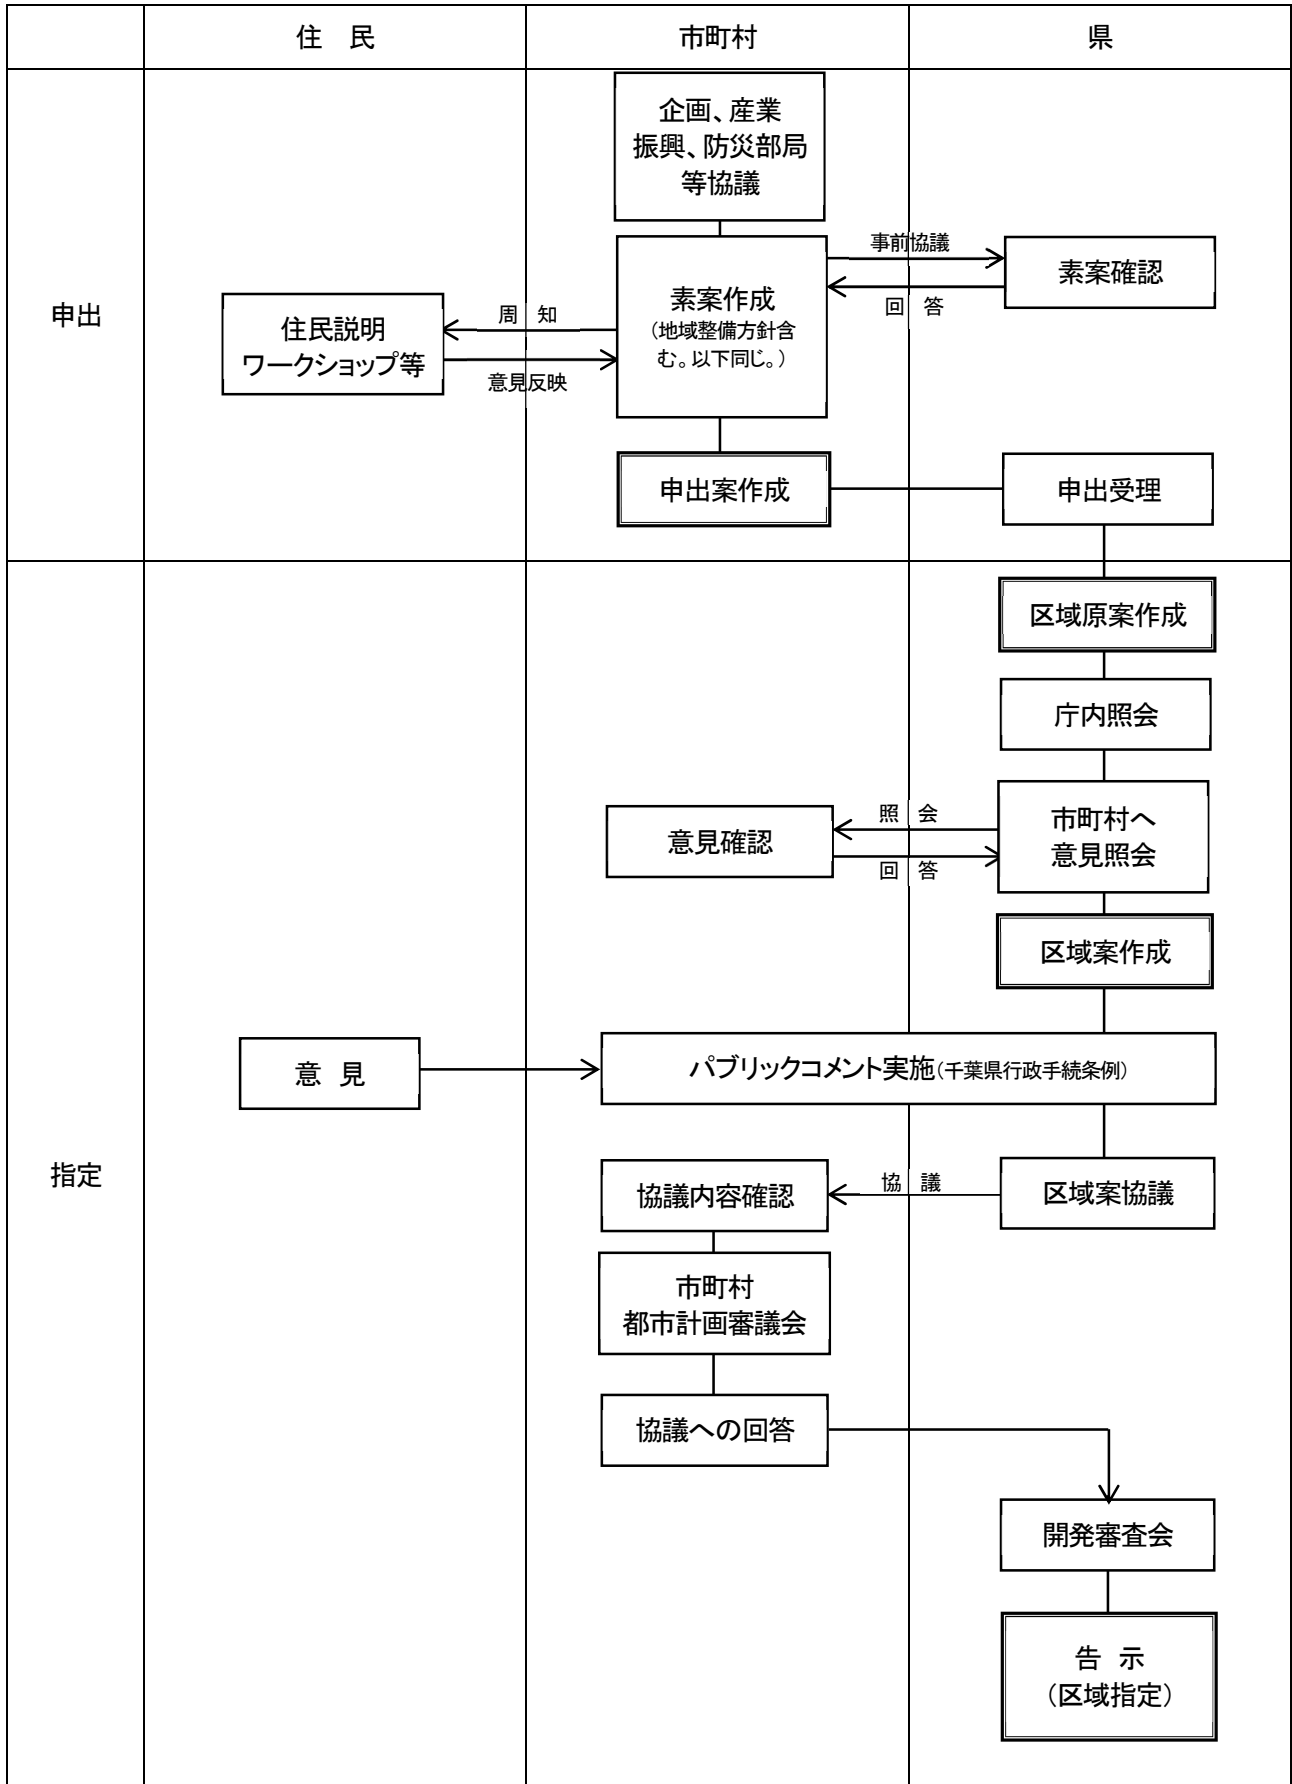 住　民
市町村
県
申出
企画、産業
振興、防災部局
等協議
事前協議
素案確認
回　答
素案作成
（地域整備方針含
む。以下同じ。）
周　知
住民説明
ワークショップ等
意見反映
申出案作成
申出受理
指定
区域原案作成
庁内照会
市町村へ
意見照会
照　会
意見確認
回　答
区域案作成
意　見
パブリックコメント実施（千葉県行政手続条例）
協議内容確認
協　議
区域案協議
市町村
都市計画審議会
協議への回答
開発審査会
告　示
（区域指定）